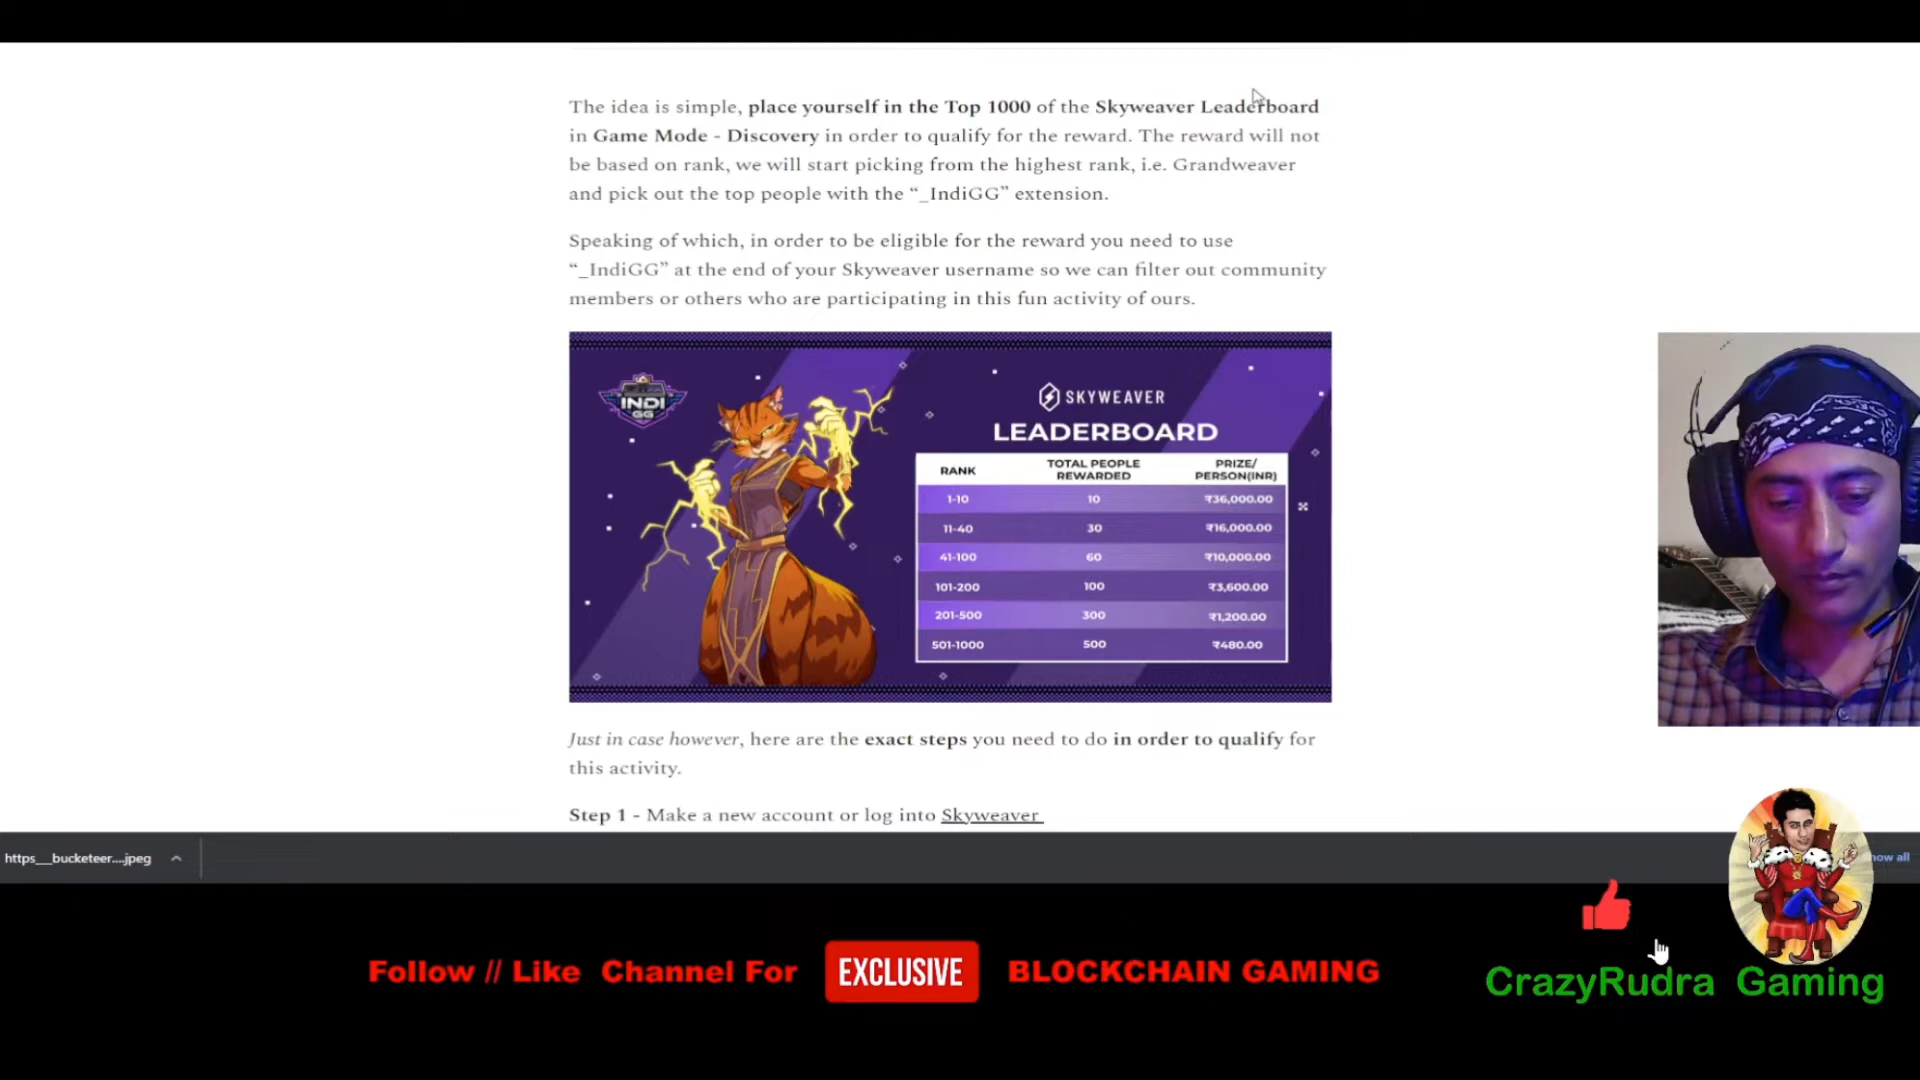 The idea is simple, place yourself in the Top 1000 of the Skyweaver Leaderboard
in Game Mode - Discovery in order to qualify for the reward. The reward will not
be based on rank, we will start picking from the highest rank, i.e. Grandweaver
and pick out the top people with the “_IndiGG” extension.
Speaking of which, in order to be eligible for the reward you need to use
“_IndiGG” at the end of your Skyweaver username so we can filter out community
members or others who are participating in this fun activity of ours.
INDI
GG
SKYWEAVER
LEADERBOARD
RANK TOTAL PEOPLE REWARDED PRIZE/ PERSON(INR)
1-10 10 ₹36,000.00
11-40 30 ₹16,000.00
41-100 60 ₹10,000.00
101-200 100 ₹3,600.00
201-500 300 ₹1,200.00
501-1000 500 ₹480.00
Just in case however, here are the exact steps you need to do in order to qualify for
this activity.
Step 1 - Make a new account or log into Skyweaver
https__bucketeer....jpeg
how all
Follow // Like Channel For EXCLUSIVE BLOCKCHAIN GAMING
CrazyRudra Gaming